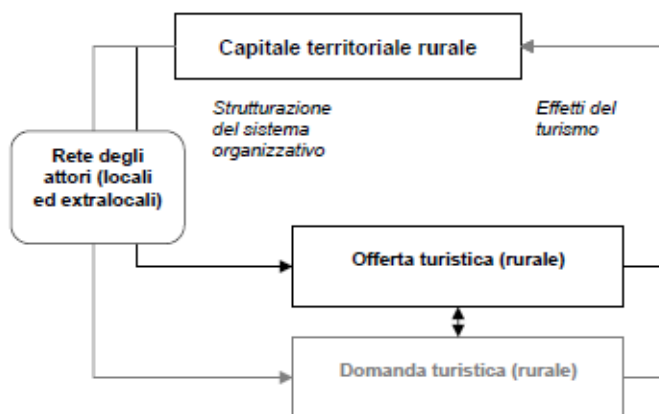 Capitale territoriale rurale
Strutturazione
del sistema
organizzativo
Effetti del
turismo
Rete degli
attori (locali
ed extralocali)
Offerta turistica (rurale)
Domanda turistica (rurale)